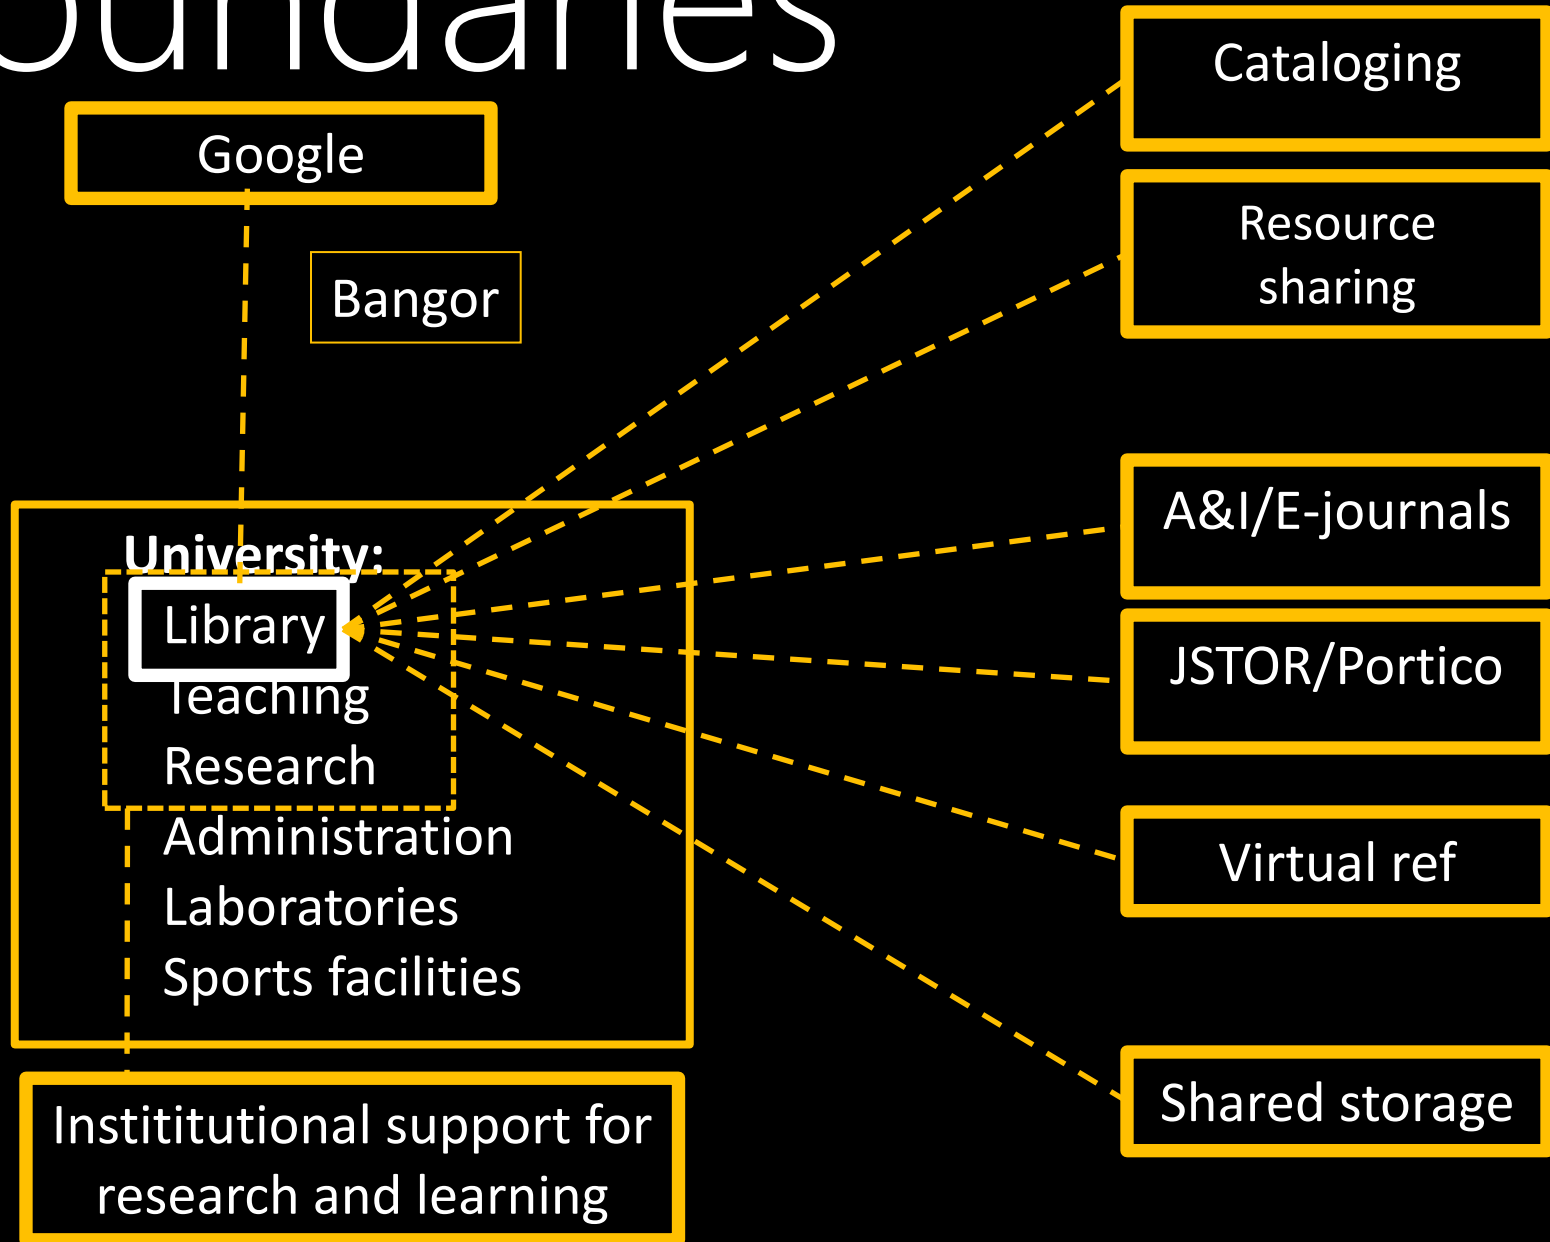 oundaries
Google
Bangor
University:
Library
Teaching
Research
Administration
Laboratories
Sports facilities
Instititutional support for
research and learning
Cataloging
Resource
sharing
A&I/E-journals
JSTOR/Portico
Virtual ref
Shared storage